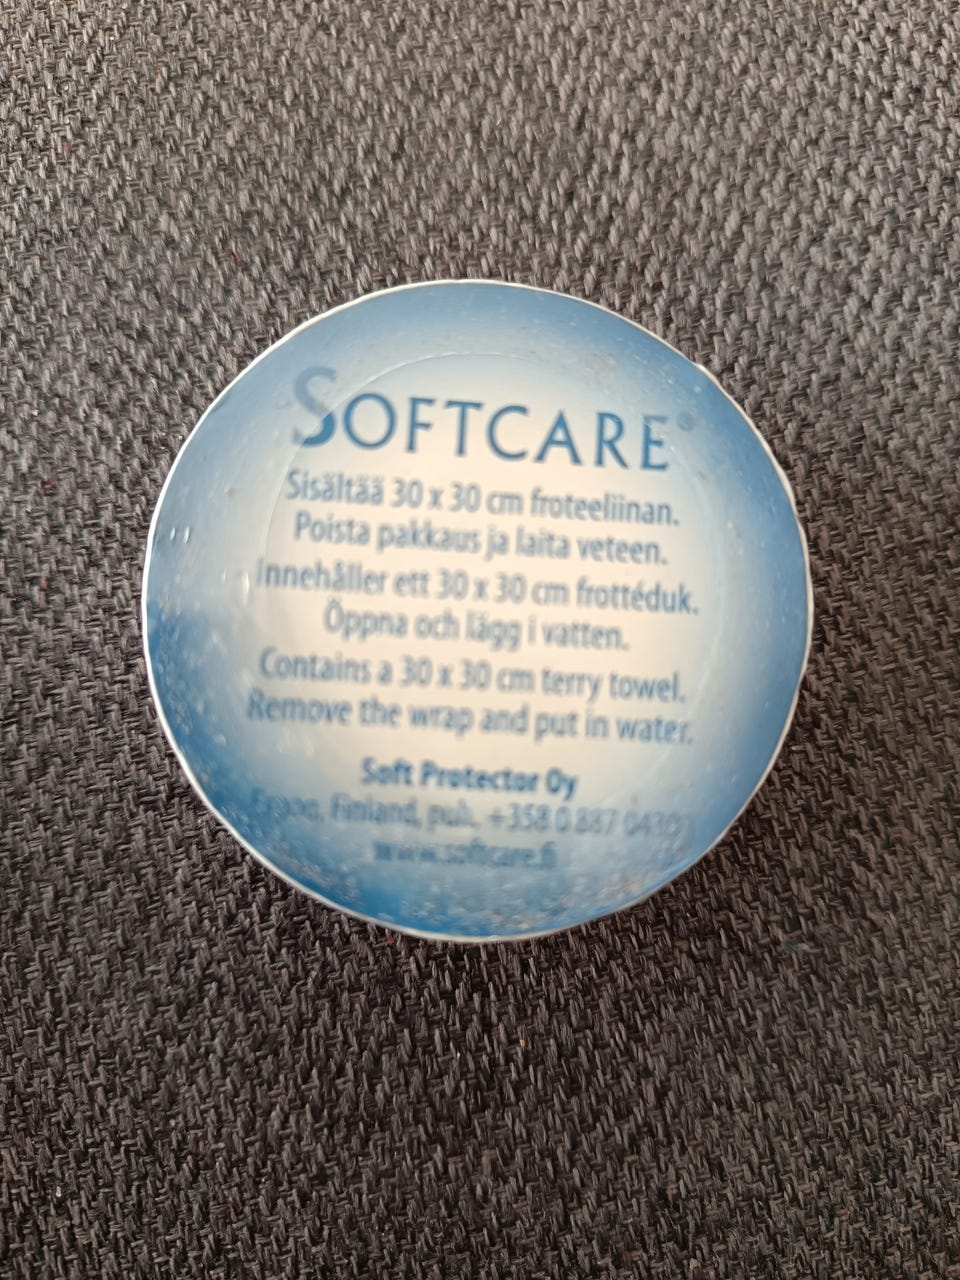 SOFTCARE®
Sisältää 30 x 30 cm froteeliinan.
Poista pakkaus ja laita veteen.
Innehåller ett 30 x 30 cm frottéduk.
Öppna och lägg i vatten.
Contains a 30 x 30 cm terry towel.
Remove the wrap and put in water.
Soft Protector Oy
Espoo, Finland, puh. +358 0 887 0430
www.softcare.fi